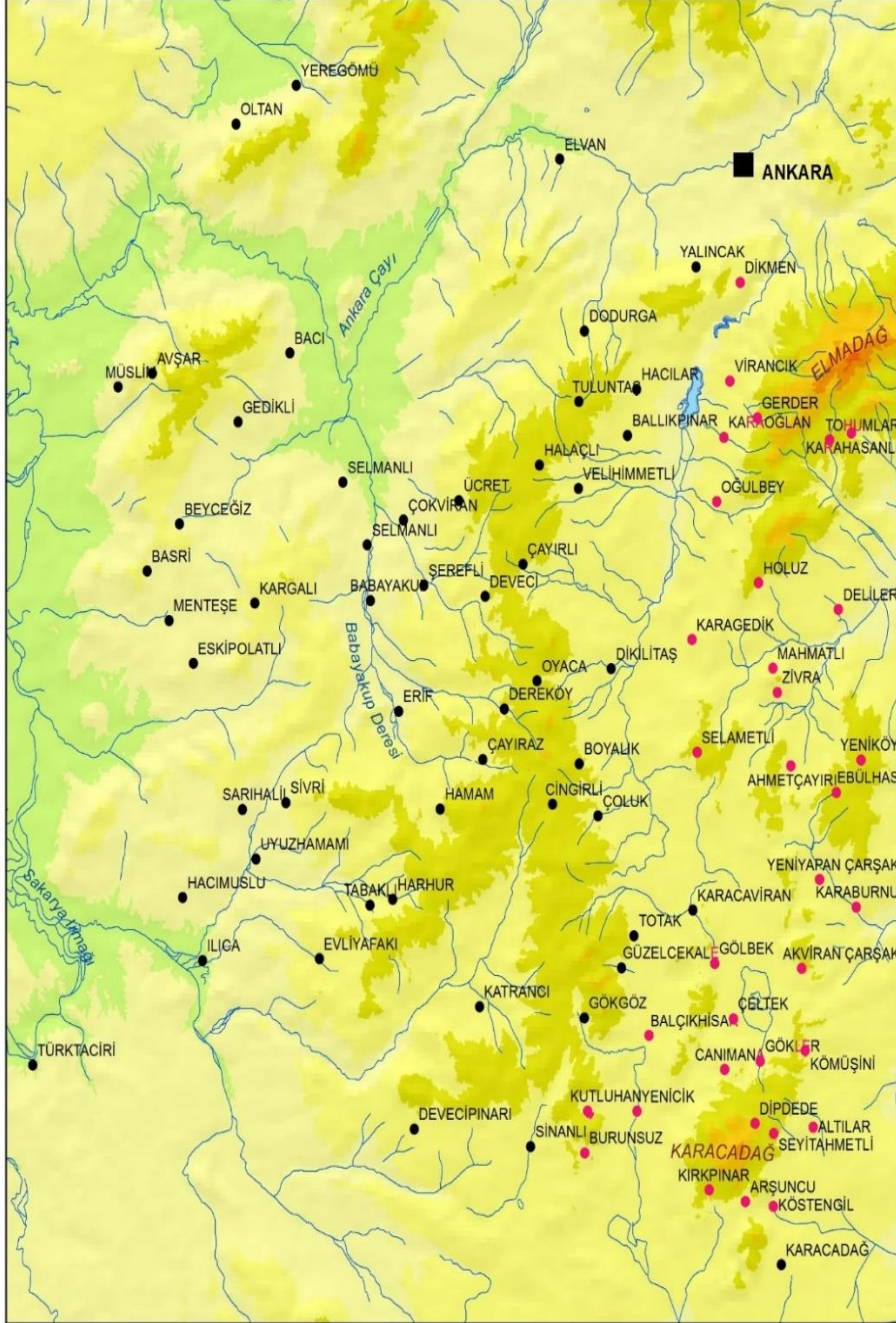 YEREGÖMÜ
OLTAN
ELVAN
ANKARA
YALINCAK
DİKMEN
Ankara Çayı
DODURGA
BACI
ELMADAĞ
AVŞAR
MÜSLİM
VİRANCIK
HACILAR
TULUNTAŞ
GERDER
GEDİKLİ
BALLIKPINAR
KARAOĞLAN
TOHUMLAR
KARAHASANL
HALAÇLI
SELMANLI
VELİHİMMETLİ
ÜCRET
OĞULBEY
ÇOKVİRAN
BEYCEĞİZ
SELMANLI
BASRİ
ÇAYIRLI
ŞEREFLİ
HOLUZ
KARGALI
BABAYAKUP
DEVECİ
DELİLER
MENTEŞE
KARAGEDİK
ESKİPOLATLI
DİKİLİTAŞ
MAHMATLI
OYACA
ZİVRA
Babayakup Deresi
ERİF
DEREKÖY
ÇAYIRAZ
BOYALIK
SELAMETLİ
YENİKÖY
AHMETÇAYIRI
EBÜLHAS
SİVRİ
SARIHALİL
HAMAM
CİNGİRLİ
ÇOLUK
UYUZHAMAMI
YENİYAPAN ÇARŞAK
HACIMUSLU
TABAKLI
HARHUR
KARACAVİRAN
KARABURNU
Sakarya Irmağı
TOTAK
ILICA
EVLİYAFAKI
GÜZELCEKALE
GÖLBEK
AKVİRAN ÇARŞAK
KATRANCI
GÖKGÖZ
ÇELTEK
BALÇIKHİSAR
TÜRKTACİRİ
CANIMANA
GÖKLER
KÖMÜŞİNİ
KUTLUHAN
YENİCİK
DİPDEDE
ALTILAR
DEVECİPINARI
SİNANLI
BURUNSUZ
KARACADAĞ
SEYİTAHMETLİ
KIRKPINAR
ARŞUNCU
KÖSTENGİL
KARACADAĞ